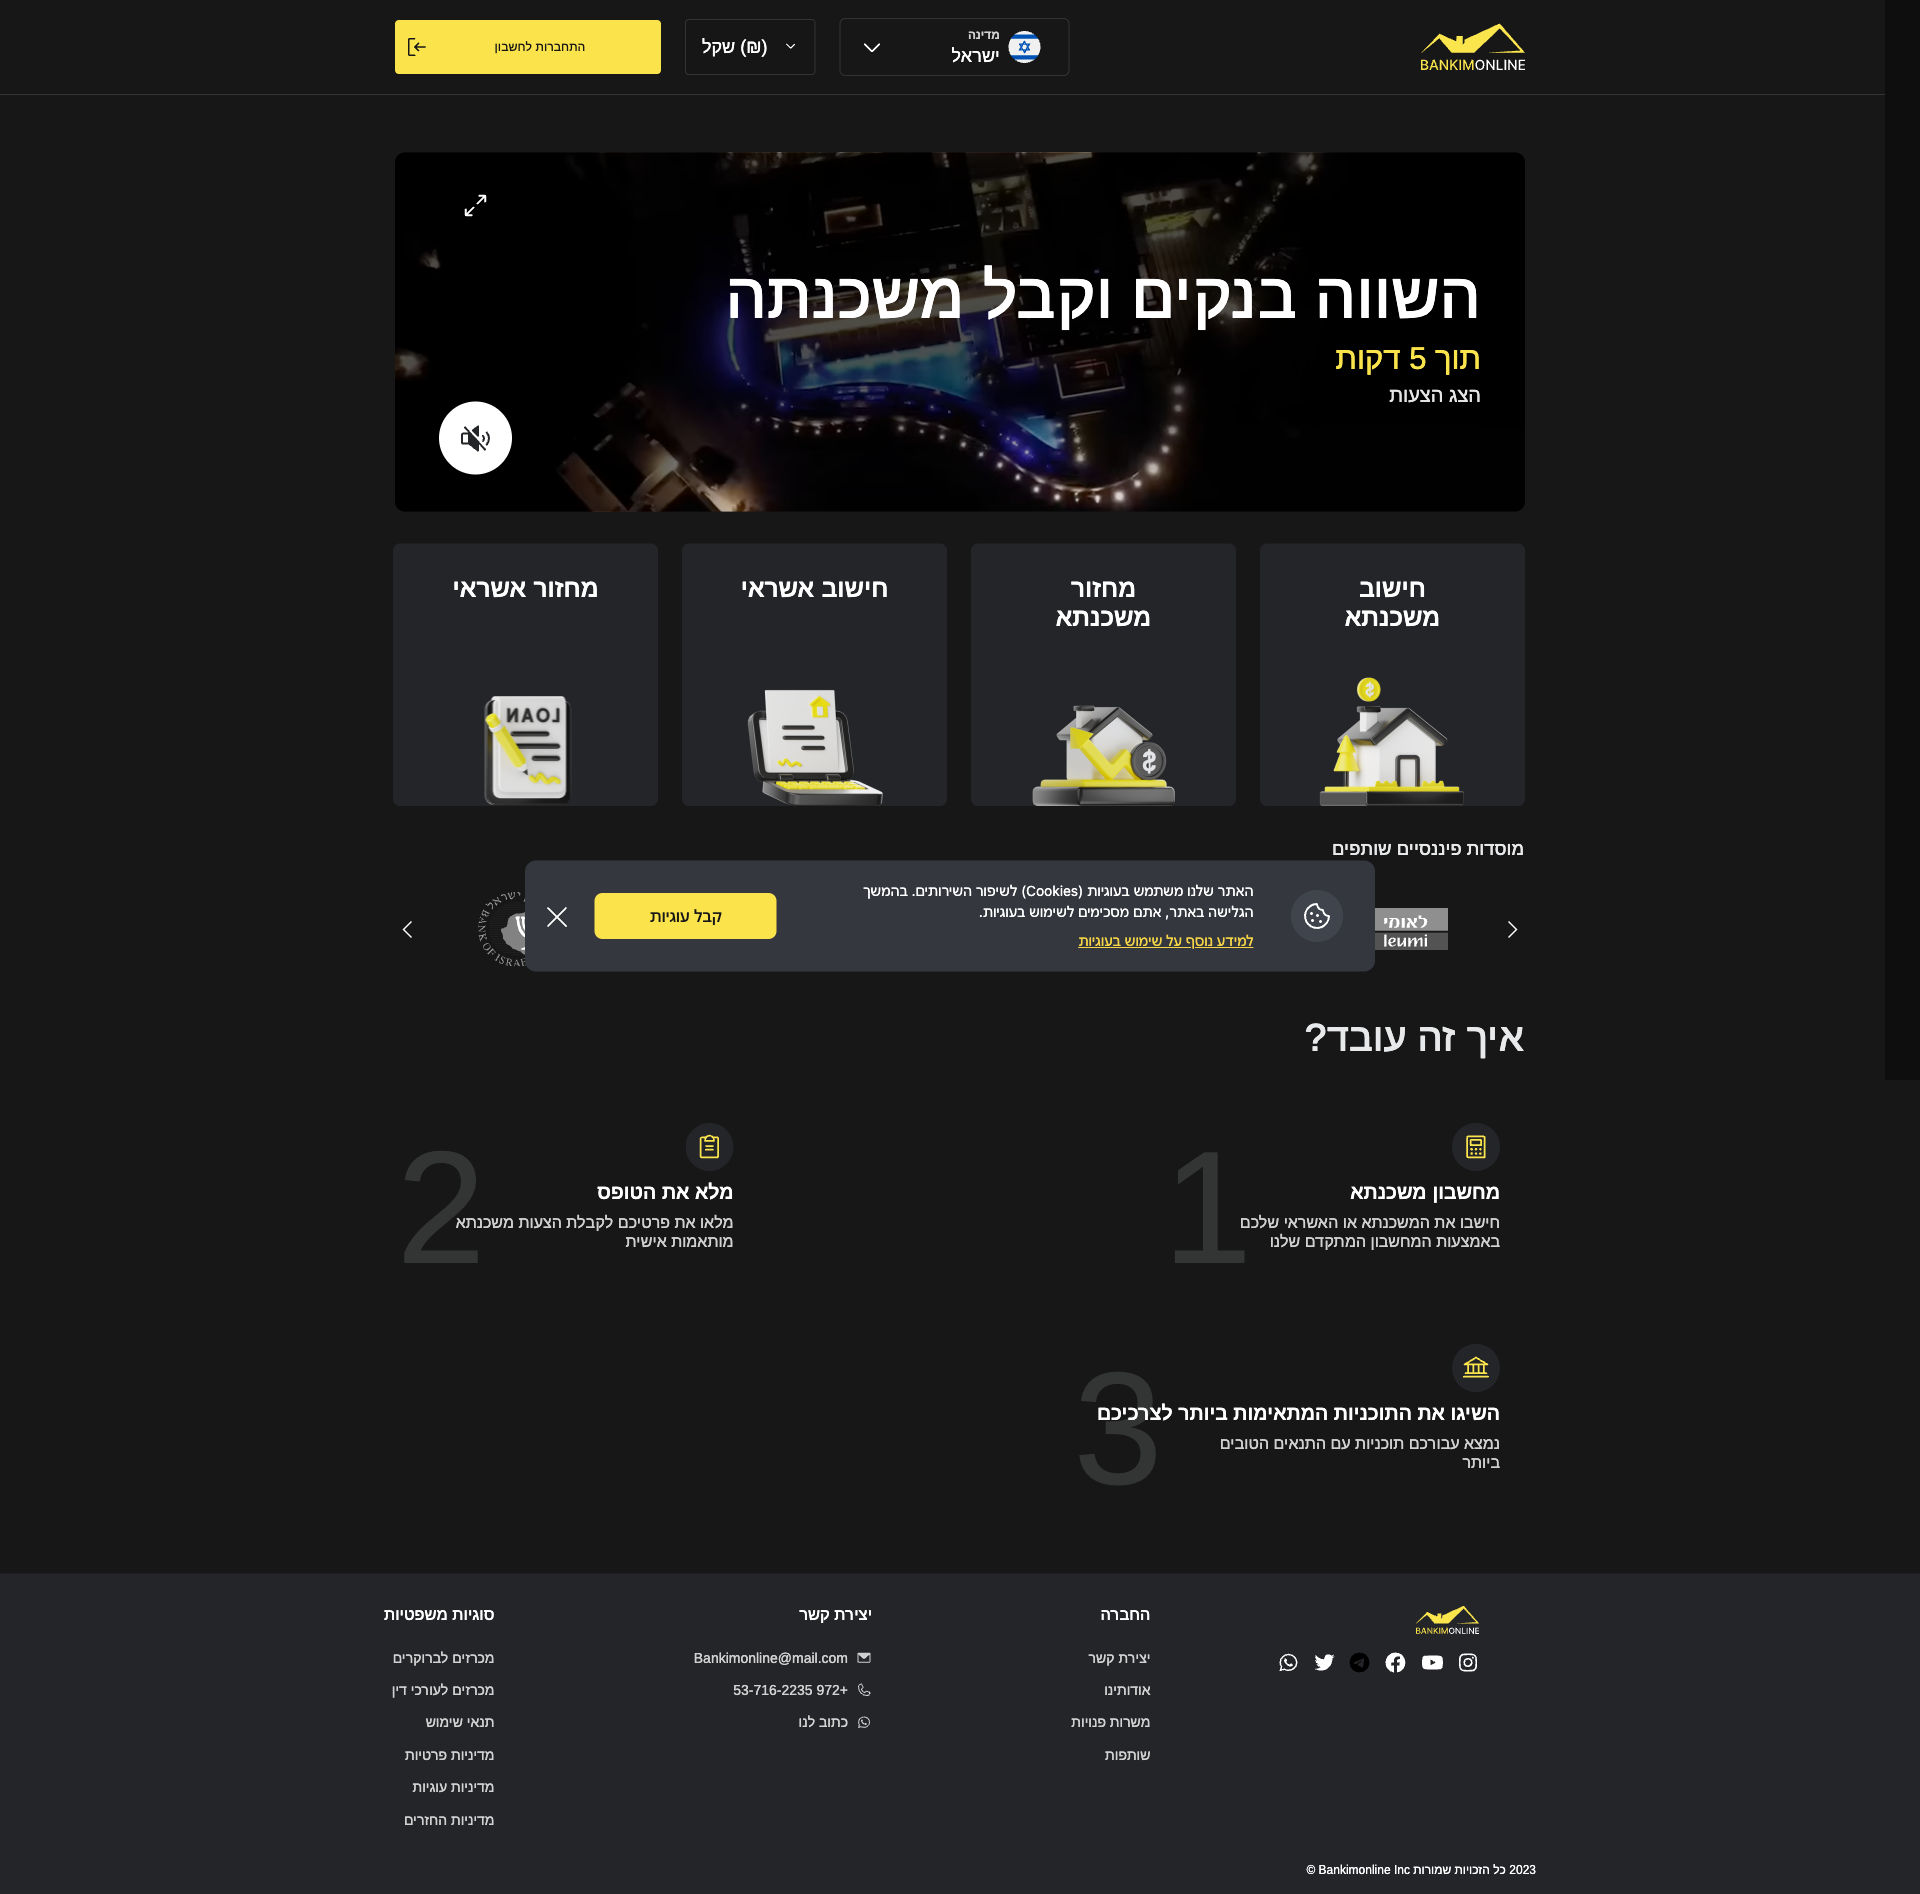 BANKIMONLINE
מדינה
ישראל
(₪) שקל
התחברות לחשבון
השווה בנקים וקבל משכנתה
תוך 5 דקות
הצג הצעות
חישוב
משכנתא
מחזור
משכנתא
חישוב אשראי
מחזור אשראי
LOAN
מוסדות פיננסיים שותפים
לאומי
leumi
האתר שלנו משתמש בעוגיות (Cookies) לשיפור השירותים. בהמשך
הגלישה באתר, אתם מסכימים לשימוש בעוגיות.
למידע נוסף על שימוש בעוגיות
קבל עוגיות
ישראל
BANK OF ISRAE
איך זה עובד?
1
מחשבון משכנתא
חישבו את המשכנתא או האשראי שלכם
באמצעות המחשבון המתקדם שלנו
2
מלא את הטופס
מלאו את פרטיכם לקבלת הצעות משכנתא
מותאמות אישית
3
השיגו את התוכניות המתאימות ביותר לצרכיכם
נמצא עבורכם תוכניות עם התנאים הטובים
ביותר
BANKIMONLINE
החברה
יצירת קשר
אודותינו
משרות פנויות
שותפות
יצירת קשר
Bankimonline@mail.com
53-716-2235 972+
כתוב לנו
סוגיות משפטיות
מכרזים לברוקרים
מכרזים לעורכי דין
תנאי שימוש
מדיניות פרטיות
מדיניות עוגיות
מדיניות החזרים
2023 כל הזכויות שמורות Bankimonline Inc ©